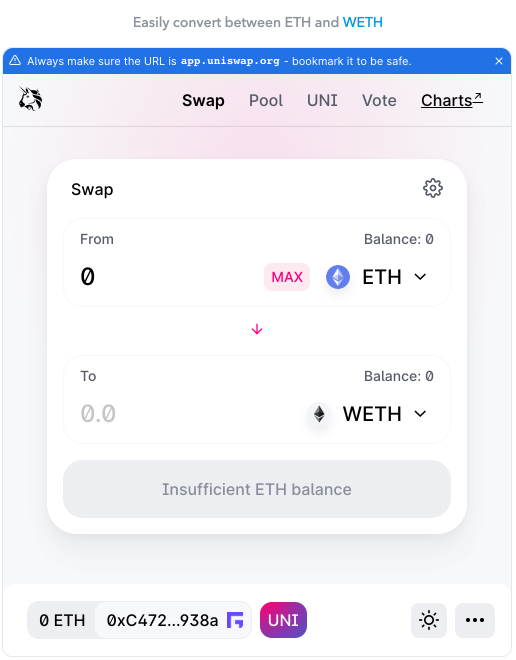 Easily convert between ETH and WETH
Always make sure the URL is app.uniswap.org - bookmark it to be safe.
Swap Pool UNI Vote Charts↗
Swap
From Balance: 0
0 MAX ETH
To Balance: 0
0.0 WETH
Insufficient ETH balance
0 ETH 0xC472...938a UNI